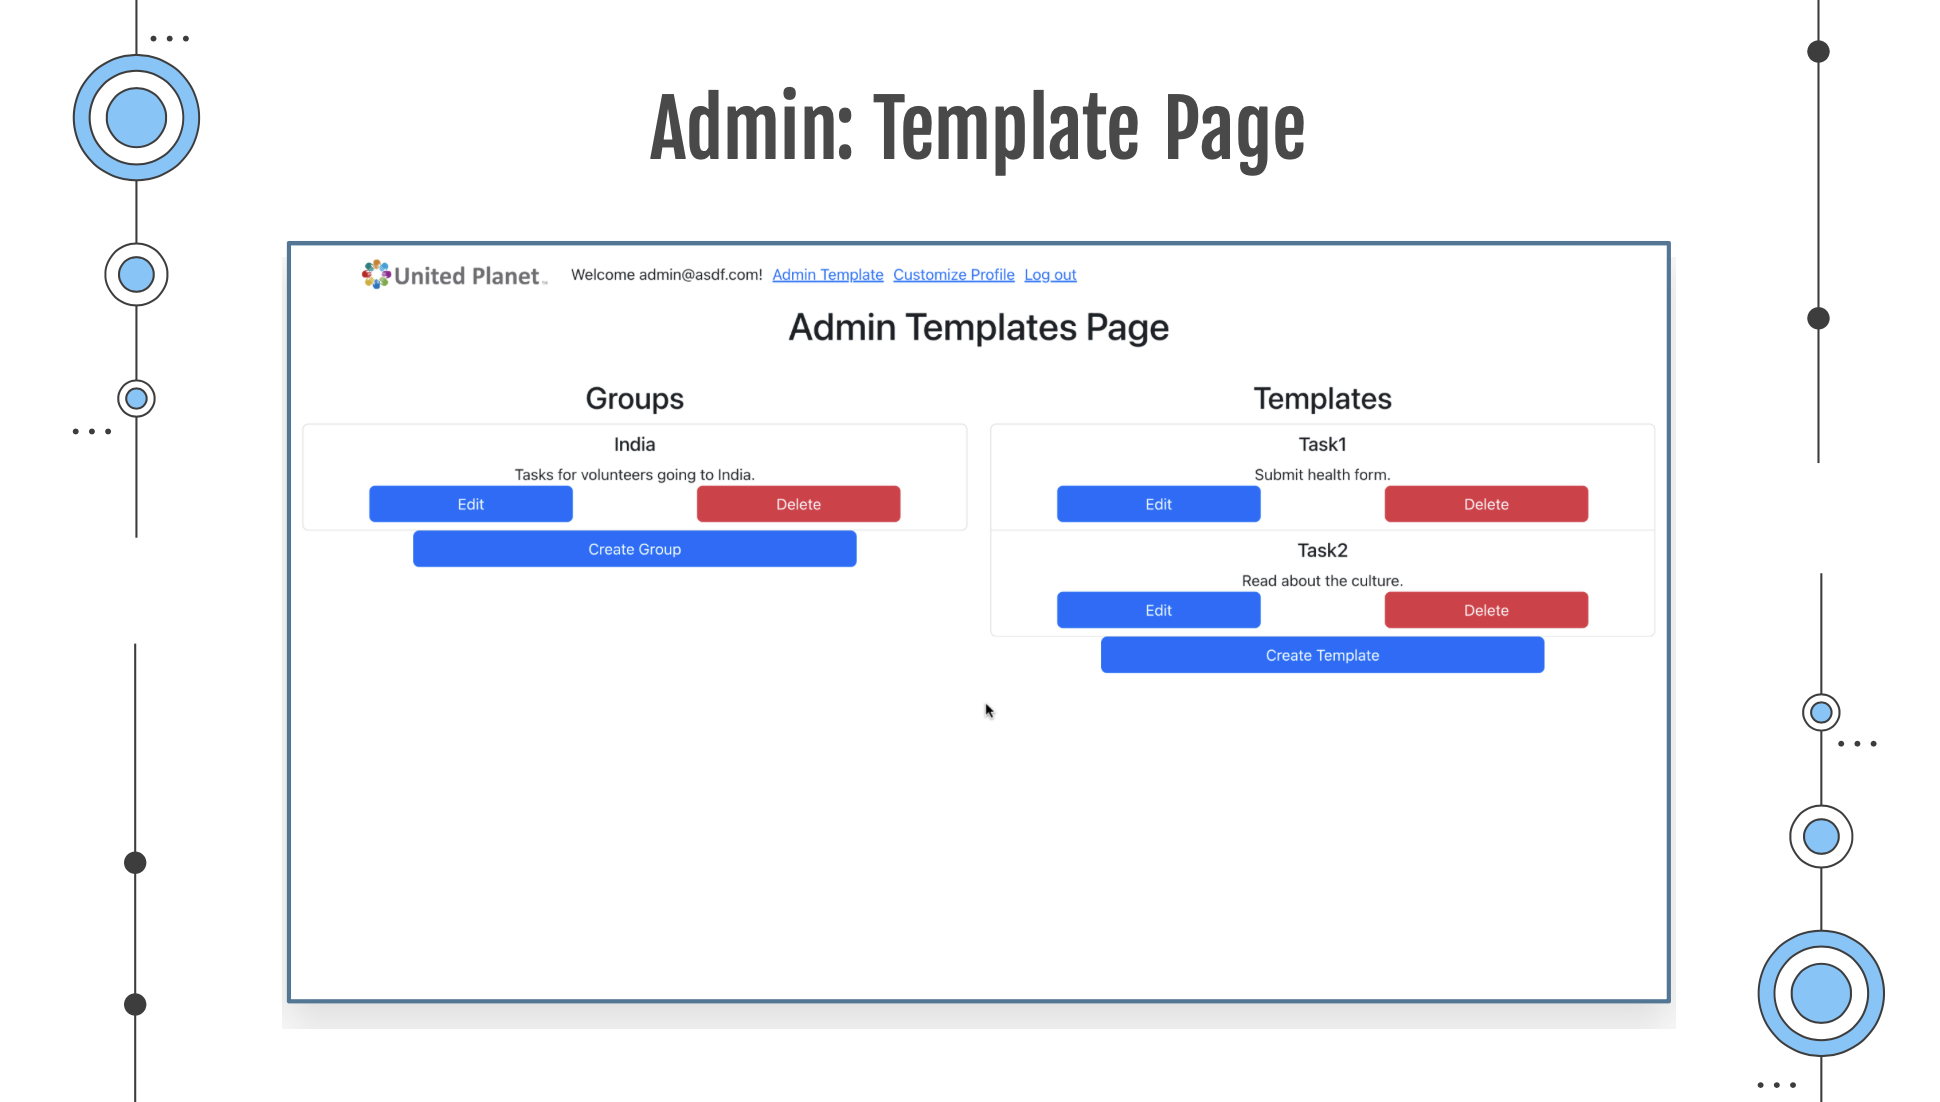 Admin: Template Page
United Planet Welcome admin@asdf.com! Admin Template Customize Profile Log out
Admin Templates Page
Groups
India
Tasks for volunteers going to India.
Edit Delete
Create Group
Templates
Task1
Submit health form.
Edit Delete
Task2
Read about the culture.
Edit Delete
Create Template